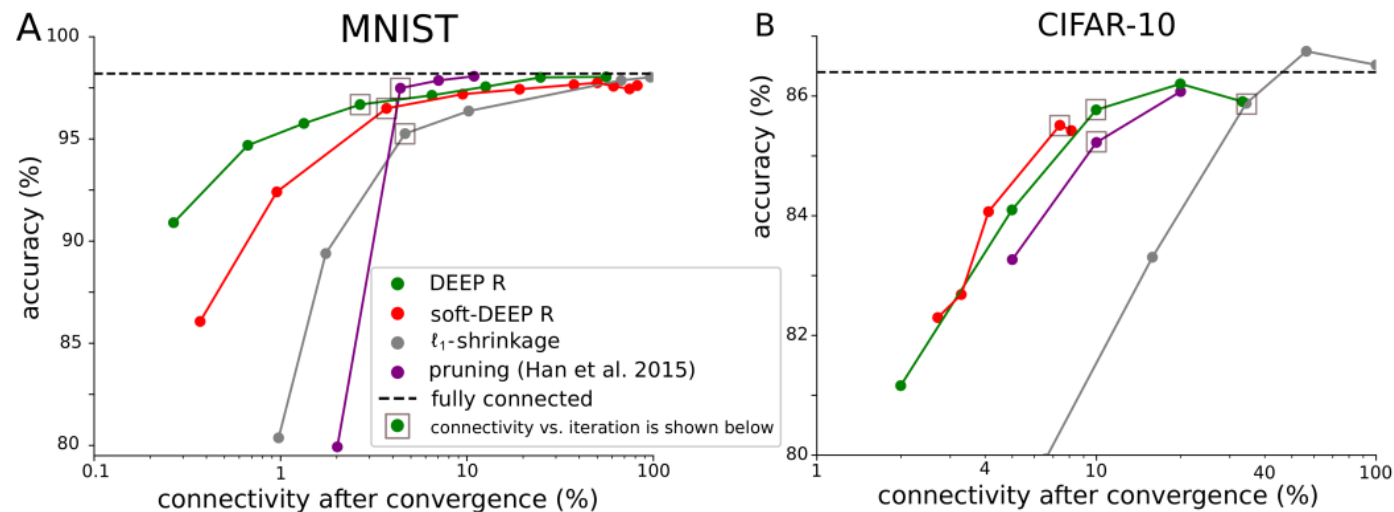 A
MNIST
accuracy (%)
100
95
90
85
80
0.1
1
10
100
connectivity after convergence (%)
DEEP R
soft-DEEP R
ℓ₁-shrinkage
pruning (Han et al. 2015)
fully connected
connectivity vs. iteration is shown below
B
CIFAR-10
accuracy (%)
86
84
82
80
1
4
10
40
100
connectivity after convergence (%)